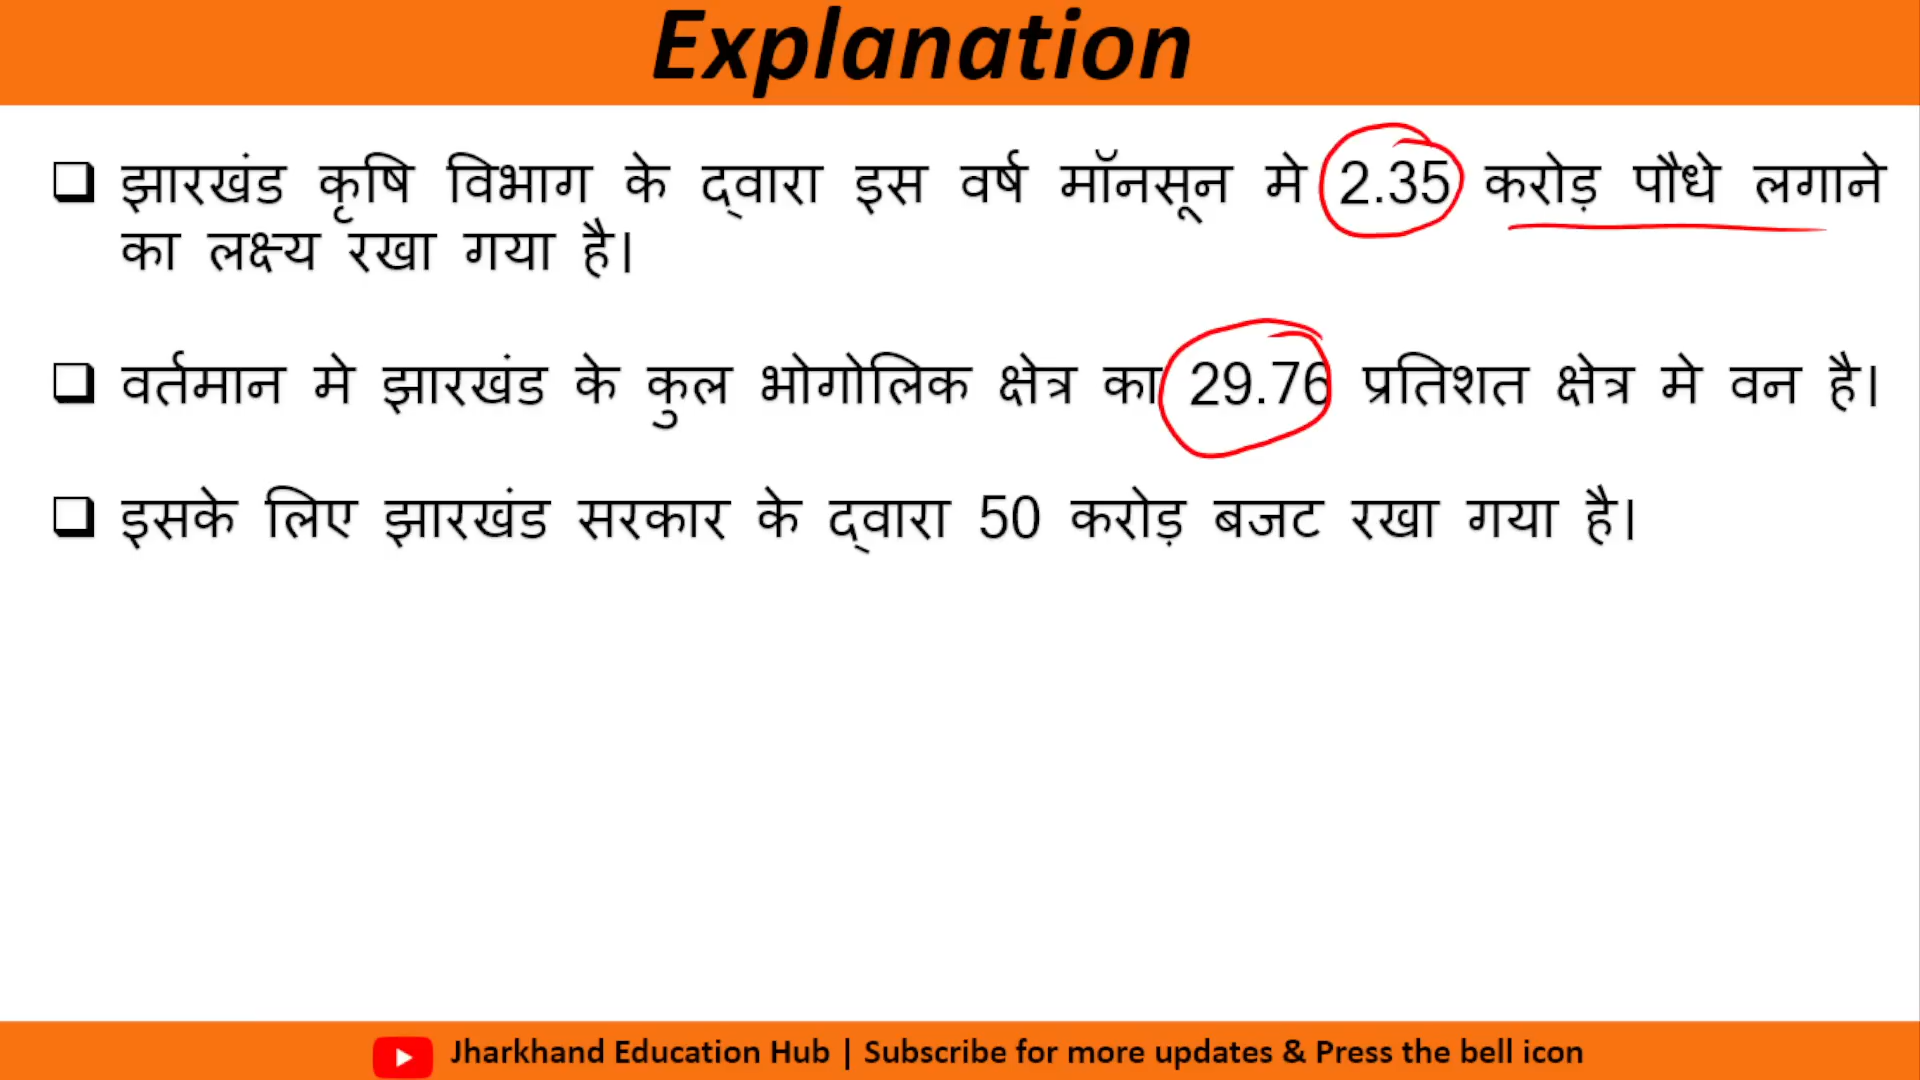 Explanation
झारखंड कृषि विभाग के द्वारा इस वर्ष मॉनसून मे 2.35 करोड़ पौधे लगाने
का लक्ष्य रखा गया है।
वर्तमान मे झारखंड के कुल भोगोलिक क्षेत्र का 29.76 प्रतिशत क्षेत्र मे वन है।
इसके लिए झारखंड सरकार के द्वारा 50 करोड़ बजट रखा गया है।
Jharkhand Education Hub | Subscribe for more updates & Press the bell icon